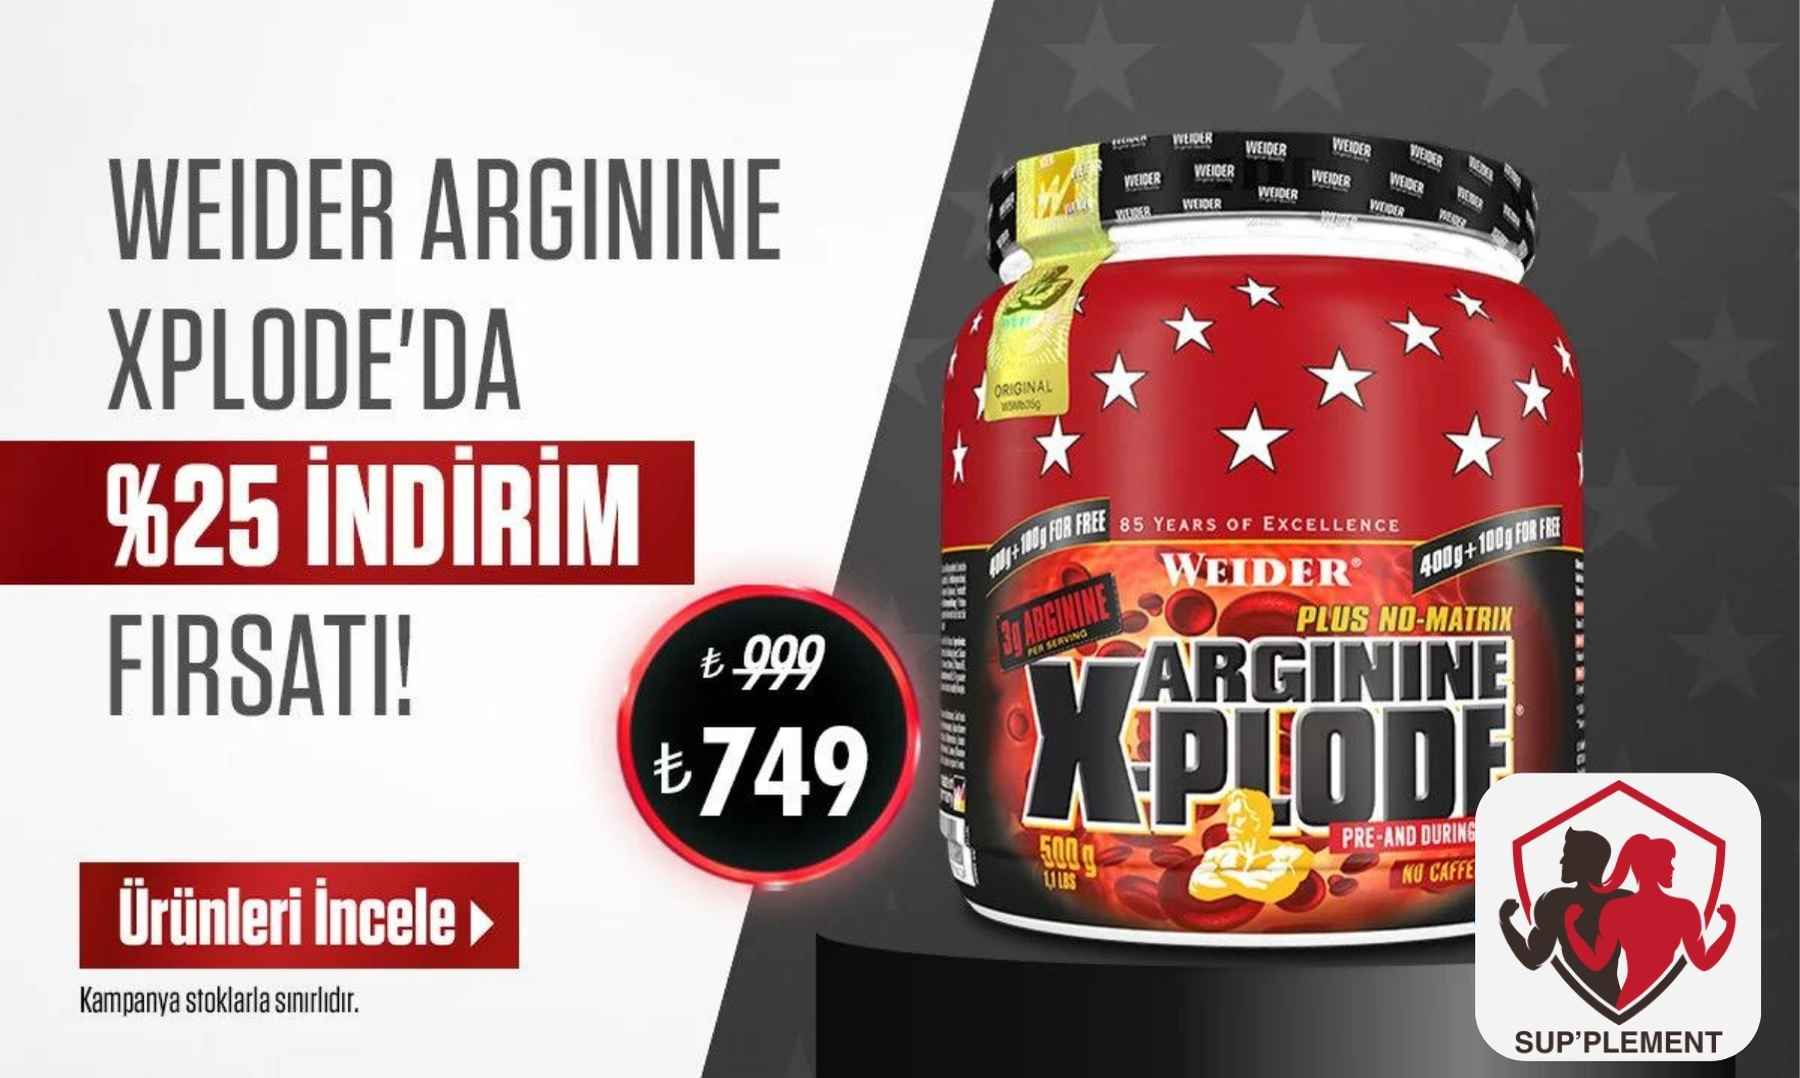 WEIDER ARGININE
XPLODE'DA
%25 İNDİRİM
FIRSATI!
₺ 999
₺749
Ürünleri İncele
Kampanya stoklarla sınırlıdır.
WEIDER
ORIGINAL
400g+100g FOR FREE
85 YEARS OF EXCELLENCE
400g+100g FOR FREE
WEIDER®
3g ARGININE
PER SERVING
PLUS NO-MATRIX
ARGININE
X-PLODE®
PRE-AND DURING
500 g
1,1 LBS
NO CAFFE
SUP'PLEMENT